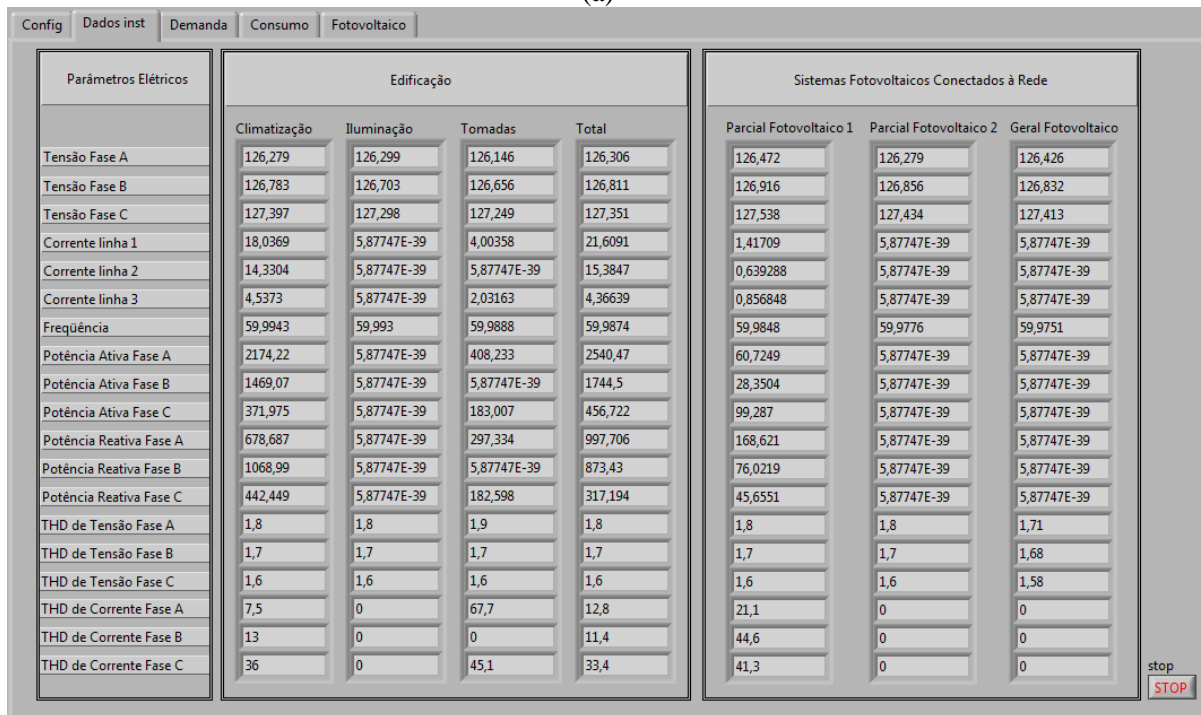 (a)
Config Dados inst Demanda Consumo Fotovoltaico
Parâmetros Elétricos Edificação Sistemas Fotovoltaicos Conectados à Rede
Climatização Iluminação Tomadas Total Parcial Fotovoltaico 1 Parcial Fotovoltaico 2 Geral Fotovoltaico
Tensão Fase A 126,279 126,299 126,146 126,306 126,472 126,279 126,426
Tensão Fase B 126,783 126,703 126,656 126,811 126,916 126,856 126,832
Tensão Fase C 127,397 127,298 127,249 127,351 127,538 127,434 127,413
Corrente linha 1 18,0369 5,87747E-39 4,00358 21,6091 1,41709 5,87747E-39 5,87747E-39
Corrente linha 2 14,3304 5,87747E-39 5,87747E-39 15,3847 0,639288 5,87747E-39 5,87747E-39
Corrente linha 3 4,5373 5,87747E-39 2,03163 4,36639 0,856848 5,87747E-39 5,87747E-39
Freqüência 59,9943 59,993 59,9888 59,9874 59,9848 59,9776 59,9751
Potência Ativa Fase A 2174,22 5,87747E-39 408,233 2540,47 60,7249 5,87747E-39 5,87747E-39
Potência Ativa Fase B 1469,07 5,87747E-39 5,87747E-39 1744,5 28,3504 5,87747E-39 5,87747E-39
Potência Ativa Fase C 371,975 5,87747E-39 183,007 456,722 99,287 5,87747E-39 5,87747E-39
Potência Reativa Fase A 678,687 5,87747E-39 297,334 997,706 168,621 5,87747E-39 5,87747E-39
Potência Reativa Fase B 1068,99 5,87747E-39 5,87747E-39 873,43 76,0219 5,87747E-39 5,87747E-39
Potência Reativa Fase C 442,449 5,87747E-39 182,598 317,194 45,6551 5,87747E-39 5,87747E-39
THD de Tensão Fase A 1,8 1,8 1,9 1,8 1,8 1,8 1,71
THD de Tensão Fase B 1,7 1,7 1,7 1,7 1,7 1,7 1,68
THD de Tensão Fase C 1,6 1,6 1,6 1,6 1,6 1,6 1,58
THD de Corrente Fase A 7,5 0 67,7 12,8 21,1 0 0
THD de Corrente Fase B 13 0 0 11,4 44,6 0 0
THD de Corrente Fase C 36 0 45,1 33,4 41,3 0 0
stop
STOP